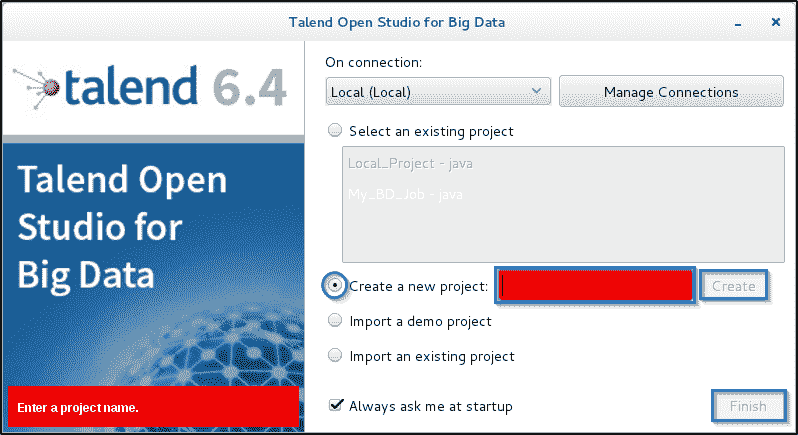 Talend Open Studio for Big Data
talend 6.4
Talend Open
Studio for
Big Data
Enter a project name.
On connection:
Local (Local)
Manage Connections
Select an existing project
Local_Project - java
My_BD_Job - java
Create a new project:
Create
Import a demo project
Import an existing project
Always ask me at startup
Finish